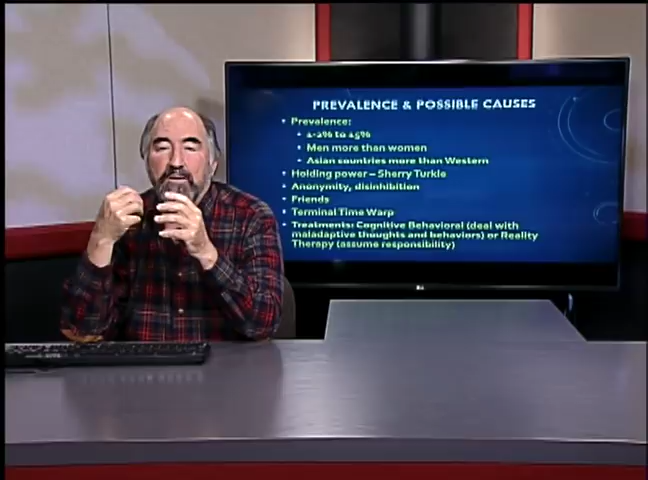 PREVALENCE & POSSIBLE CAUSES
• Prevalence:
• 1-2% to 15%
• Men more than women
• Asian countries more than Western
• Holding power – Sherry Turkle
• Anonymity, disinhibition
• Friends
• Terminal Time Warp
• Treatments: Cognitive Behavioral (deal with
maladaptive thoughts and behaviors) or Reality
Therapy (assume responsibility)
LG